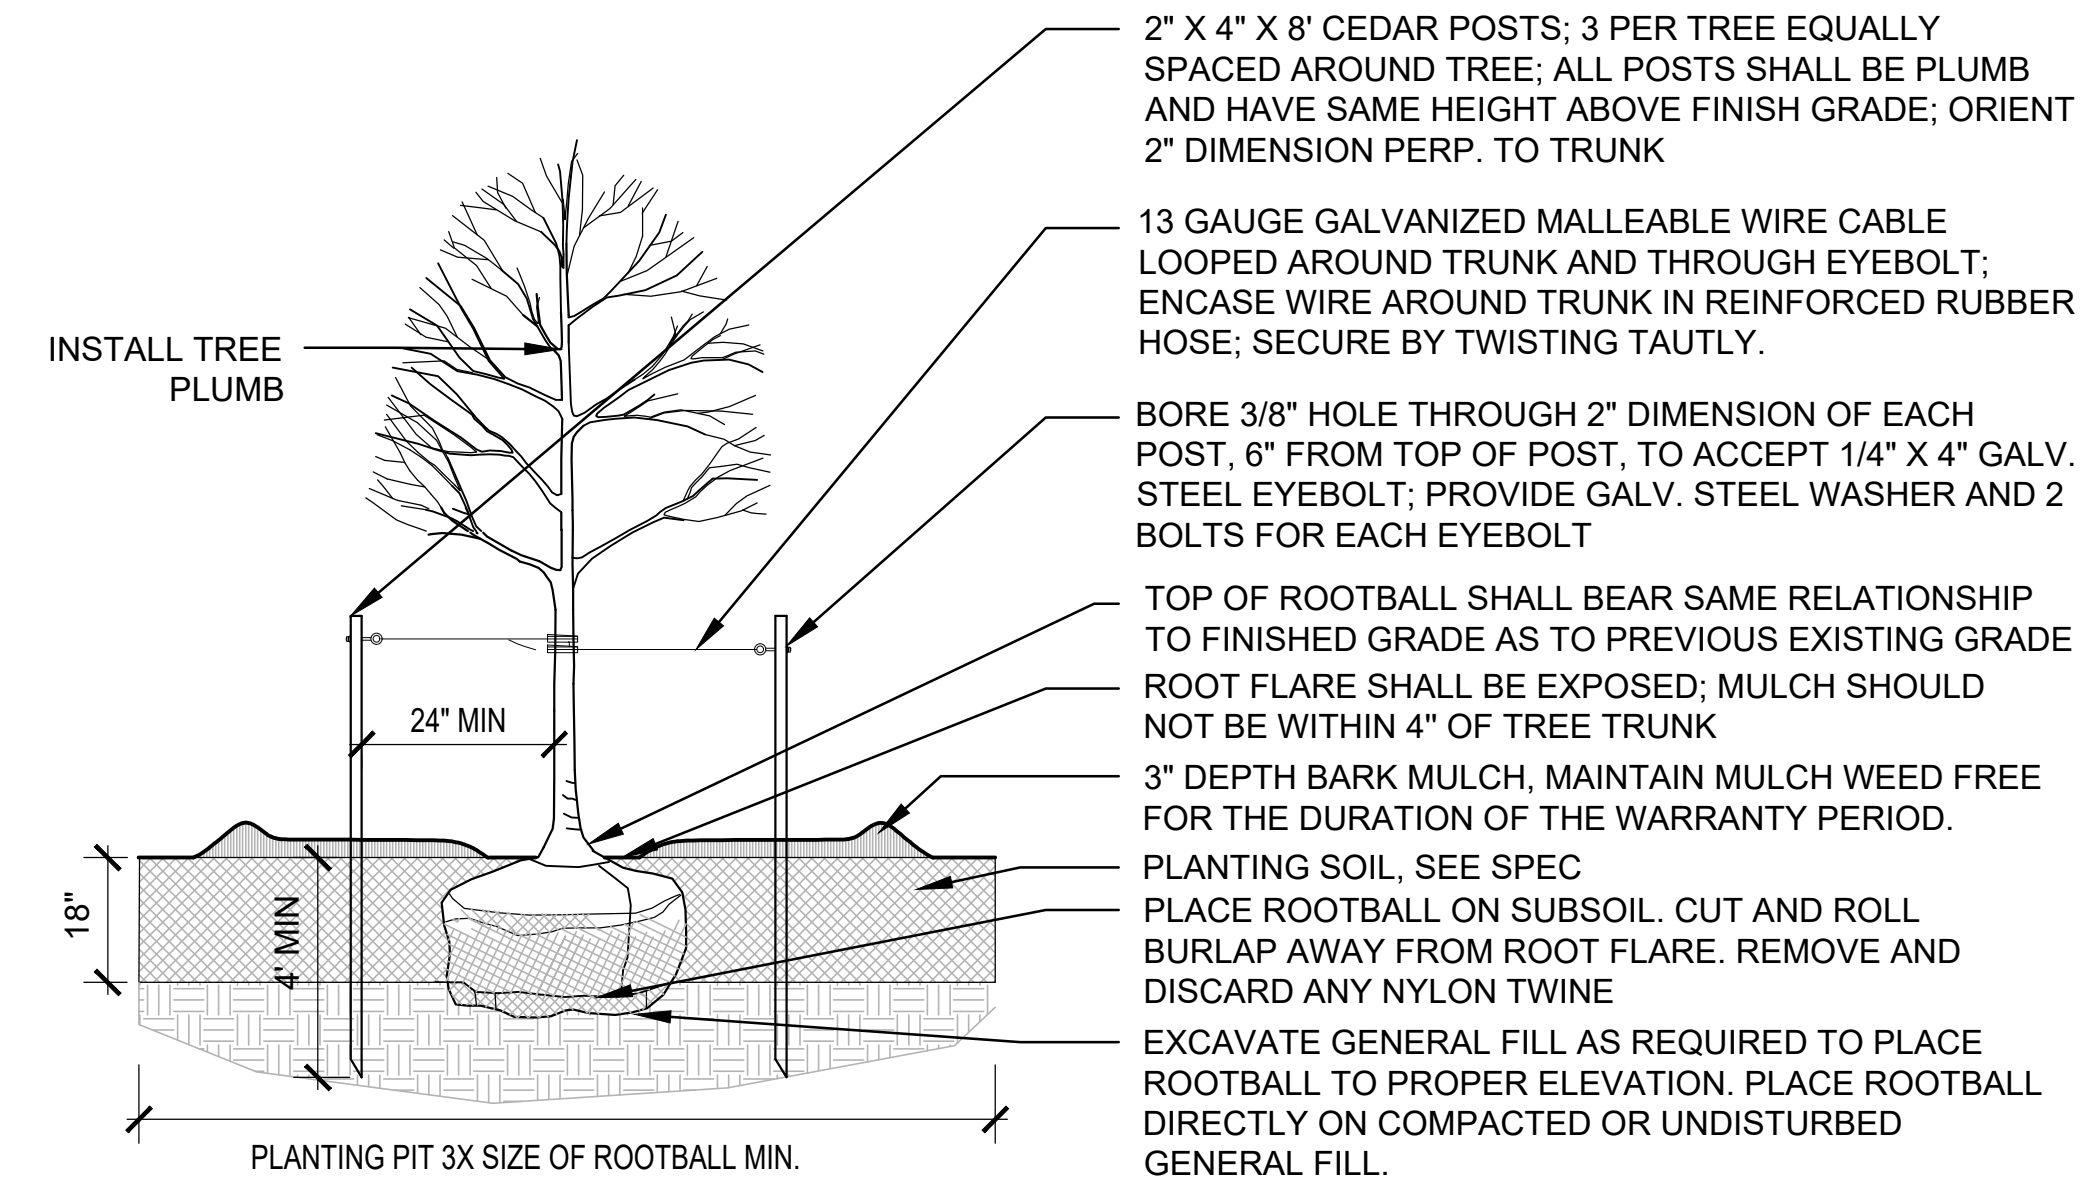 2" X 4" X 8' CEDAR POSTS; 3 PER TREE EQUALLY
SPACED AROUND TREE; ALL POSTS SHALL BE PLUMB
AND HAVE SAME HEIGHT ABOVE FINISH GRADE; ORIENT
2" DIMENSION PERP. TO TRUNK
13 GAUGE GALVANIZED MALLEABLE WIRE CABLE
LOOPED AROUND TRUNK AND THROUGH EYEBOLT;
ENCASE WIRE AROUND TRUNK IN REINFORCED RUBBER
HOSE; SECURE BY TWISTING TAUTLY.
INSTALL TREE
PLUMB
BORE 3/8" HOLE THROUGH 2" DIMENSION OF EACH
POST, 6" FROM TOP OF POST, TO ACCEPT 1/4" X 4" GALV.
STEEL EYEBOLT; PROVIDE GALV. STEEL WASHER AND 2
BOLTS FOR EACH EYEBOLT
TOP OF ROOTBALL SHALL BEAR SAME RELATIONSHIP
TO FINISHED GRADE AS TO PREVIOUS EXISTING GRADE
ROOT FLARE SHALL BE EXPOSED; MULCH SHOULD
NOT BE WITHIN 4" OF TREE TRUNK
24" MIN
3" DEPTH BARK MULCH, MAINTAIN MULCH WEED FREE
FOR THE DURATION OF THE WARRANTY PERIOD.
PLANTING SOIL, SEE SPEC
18"
4' MIN
PLACE ROOTBALL ON SUBSOIL. CUT AND ROLL
BURLAP AWAY FROM ROOT FLARE. REMOVE AND
DISCARD ANY NYLON TWINE
EXCAVATE GENERAL FILL AS REQUIRED TO PLACE
ROOTBALL TO PROPER ELEVATION. PLACE ROOTBALL
DIRECTLY ON COMPACTED OR UNDISTURBED
GENERAL FILL.
PLANTING PIT 3X SIZE OF ROOTBALL MIN.